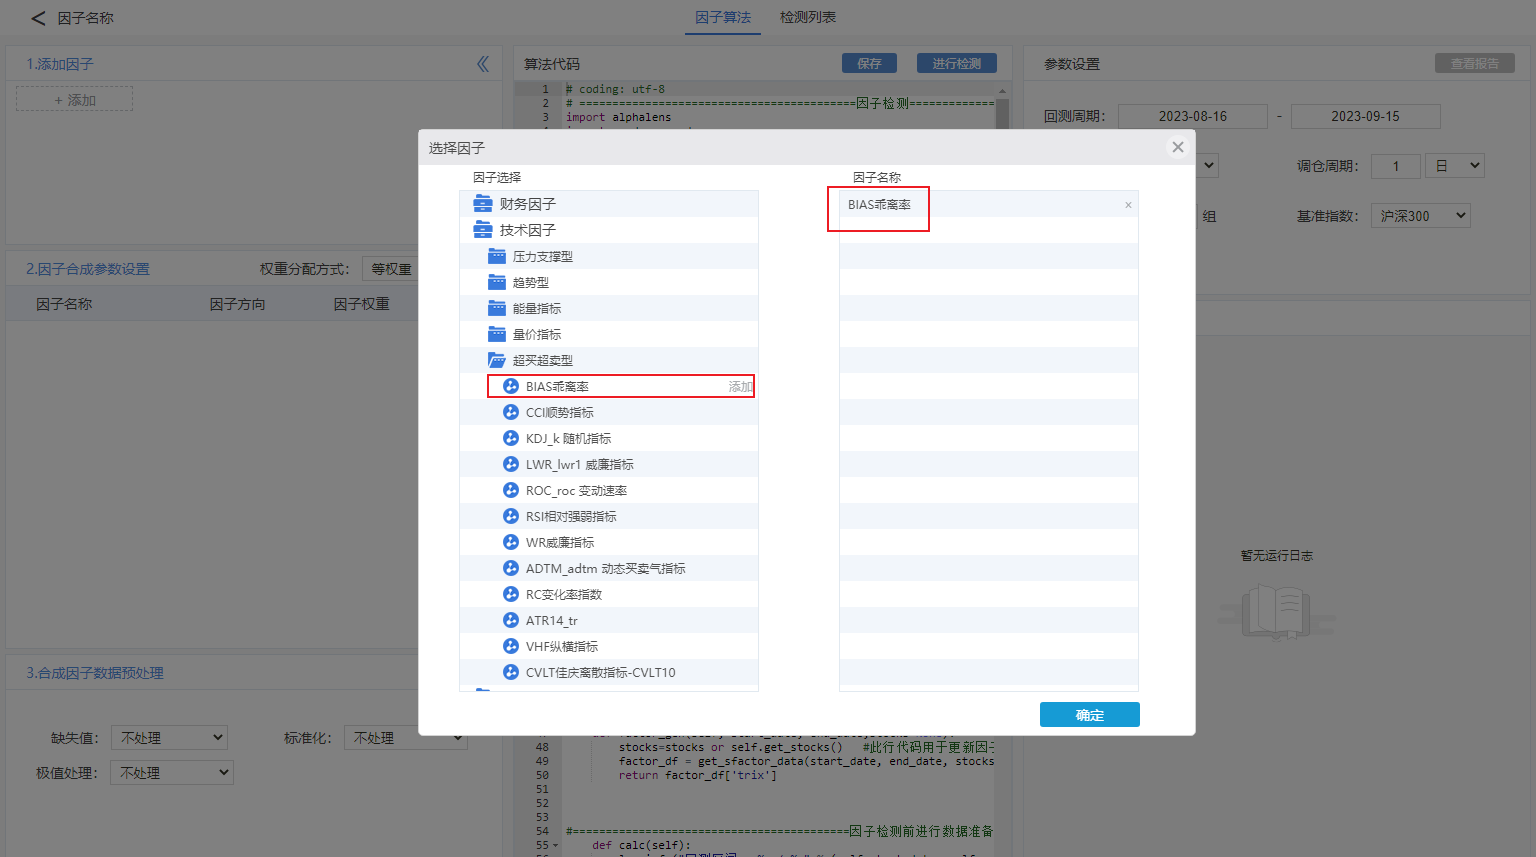 因子名称
因子算法
检测列表
1.添加因子
+ 添加
算法代码
保存
进行检测
参数设置
查看报告
1 # coding: utf-8
2 # ==========================================因子检测=============
3 import alphalens
回测周期:
2023-08-16
-
2023-09-15
调仓周期:
1
日
组
基准指数:
沪深300
2.因子合成参数设置
权重分配方式:
等权重
因子名称
因子方向
因子权重
选择因子
因子选择
财务因子
技术因子
压力支撑型
趋势型
能量指标
量价指标
超买超卖型
BIAS乖离率
添加
CCI顺势指标
KDJ_k 随机指标
LWR_lwr1 威廉指标
ROC_roc 变动速率
RSI相对强弱指标
WR威廉指标
ADTM_adtm 动态买卖气指标
RC变化率指数
ATR14_tr
VHF纵横指标
CVLT佳庆离散指标-CVLT10
因子名称
BIAS乖离率
×
确定
暂无运行日志
3.合成因子数据预处理
缺失值:
不处理
标准化:
不处理
极值处理:
不处理
48 stocks=stocks or self.get_stocks() #此行代码用于更新因子
49 factor_df = get_sfactor_data(start_date, end_date, stocks
50 return factor_df['trix']
51
52
53
54 #==========================================因子检测前进行数据准备
55 def calc(self):